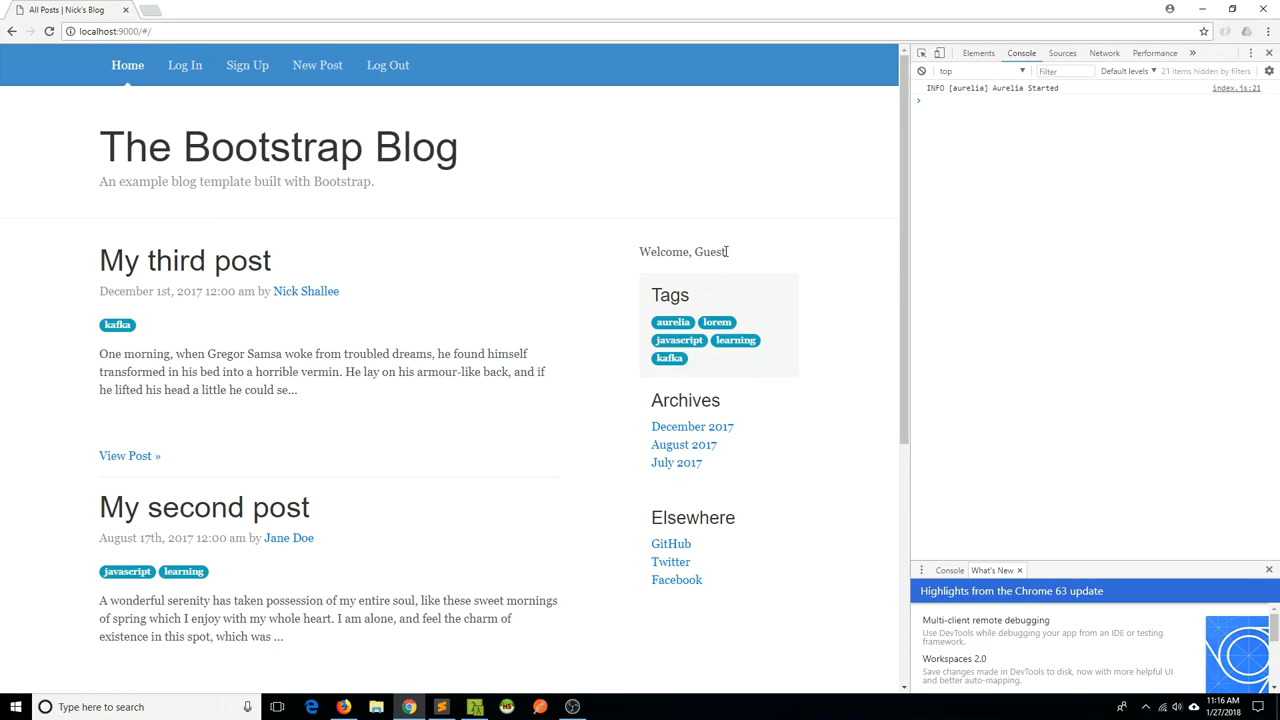 All Posts | Nick's Blog
localhost:9000/#/
Home Log In Sign Up New Post Log Out
The Bootstrap Blog
An example blog template built with Bootstrap.
My third post
December 1st, 2017 12:00 am by Nick Shallee
kafka
One morning, when Gregor Samsa woke from troubled dreams, he found himself
transformed in his bed into a horrible vermin. He lay on his armour-like back, and if
he lifted his head a little he could se...
View Post »
My second post
August 17th, 2017 12:00 am by Jane Doe
javascript learning
A wonderful serenity has taken possession of my entire soul, like these sweet mornings
of spring which I enjoy with my whole heart. I am alone, and feel the charm of
existence in this spot, which was ...
Welcome, Guest
Tags
aurelia lorem
javascript learning
kafka
Archives
December 2017
August 2017
July 2017
Elsewhere
GitHub
Twitter
Facebook
Elements Console Sources Network Performance »
top Filter Default levels 21 items hidden by filters
INFO [aurelia] Aurelia Started index.js:21
Console What's New
Highlights from the Chrome 63 update
Multi-client remote debugging
Use DevTools while debugging your app from an IDE or testing
framework.
Workspaces 2.0
Save changes made in DevTools to disk, now with more helpful UI
and better auto-mapping.
Type here to search
11:16 AM
1/27/2018